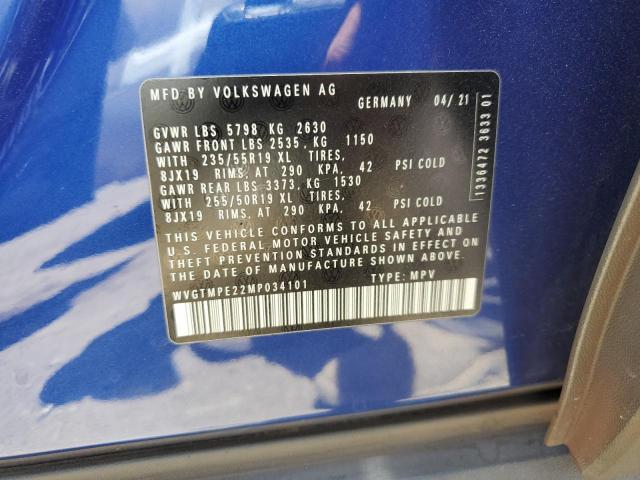 MFD BY VOLKSWAGEN AG
GERMANY 04/ 21
GVWR LBS 5798, KG 2630
GAWR FRONT LBS 2535, KG 1150
WITH 235/55R19 XL TIRES,
8JX19 RIMS, AT 290 KPA, 42 PSI COLD
GAWR REAR LBS 3373, KG 1530
WITH 255/50R19 XL TIRES,
8JX19 RIMS, AT 290 KPA, 42 PSI COLD
THIS VEHICLE CONFORMS TO ALL APPLICABLE
U.S. FEDERAL MOTOR VEHICLE SAFETY AND
THEFT PREVENTION STANDARDS IN EFFECT ON
THE DATE OF MANUFACTURE SHOWN ABOVE.
WVGTMPE22MP034101 TYPE: MPV
1336472 3633 01